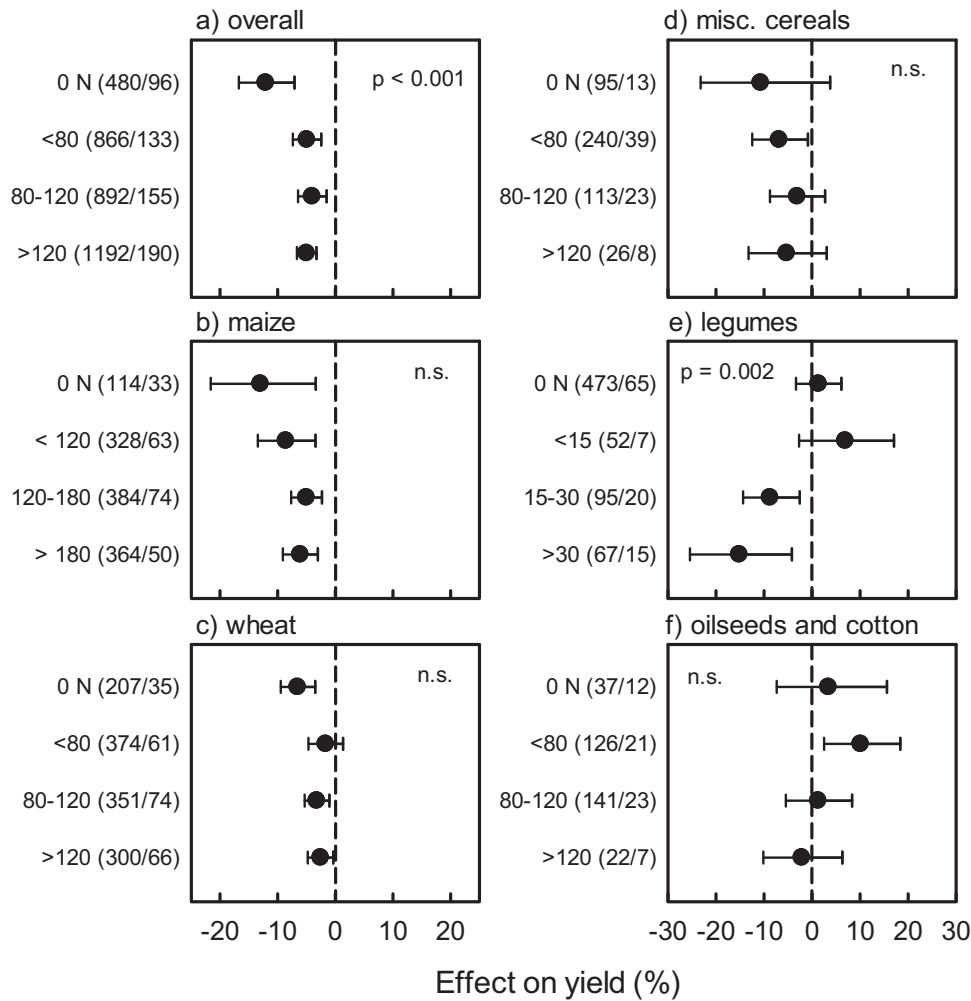 a) overall
0 N (480/96)
<80 (866/133)
80-120 (892/155)
>120 (1192/190)
p < 0.001
-20 -10 0 10 20
b) maize
0 N (114/33)
< 120 (328/63)
120-180 (384/74)
> 180 (364/50)
n.s.
c) wheat
0 N (207/35)
<80 (374/61)
80-120 (351/74)
>120 (300/66)
n.s.
d) misc. cereals
0 N (95/13)
<80 (240/39)
80-120 (113/23)
>120 (26/8)
n.s.
e) legumes
0 N (473/65)
<15 (52/7)
15-30 (95/20)
>30 (67/15)
p = 0.002
f) oilseeds and cotton
0 N (37/12)
<80 (126/21)
80-120 (141/23)
>120 (22/7)
n.s.
-30 -20 -10 0 10 20 30
Effect on yield (%)